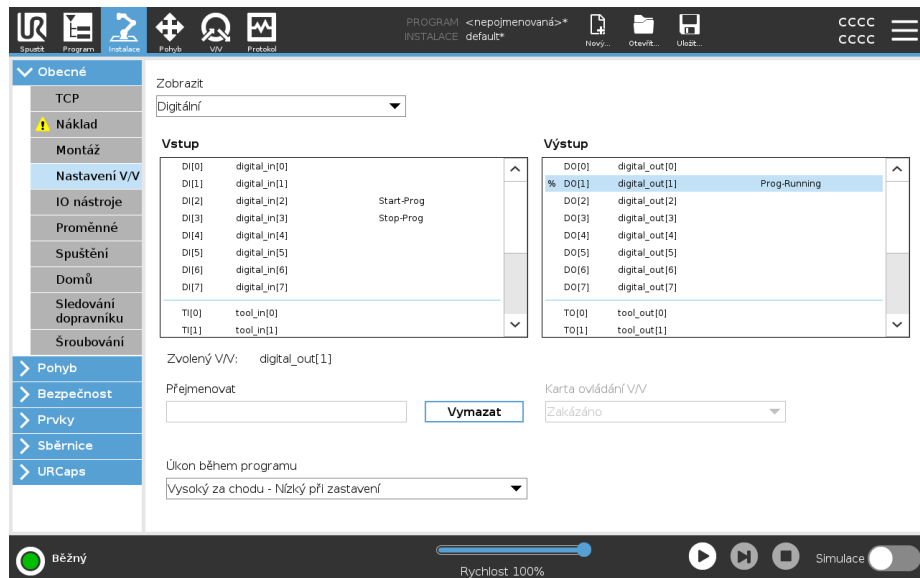 PROGRAM <nepojmenovaná>*
INSTALACE default*
CCCC
CCCC
Spustit Program Instalace Pohyb V/V Protokol Nový... Otevřít... Uložit...
Obecné
TCP
Náklad
Montáž
Nastavení V/V
IO nástroje
Proměnné
Spuštění
Domů
Sledování
dopravníku
Šroubování
Pohyb
Bezpečnost
Prvky
Sběrnice
URCaps
Zobrazit
Digitální
Vstup
DI[0] digital_in[0]
DI[1] digital_in[1]
DI[2] digital_in[2] Start-Prog
DI[3] digital_in[3] Stop-Prog
DI[4] digital_in[4]
DI[5] digital_in[5]
DI[6] digital_in[6]
DI[7] digital_in[7]
TI[0] tool_in[0]
TI[1] tool_in[1]
Výstup
DO[0] digital_out[0]
% DO[1] digital_out[1] Prog-Running
DO[2] digital_out[2]
DO[3] digital_out[3]
DO[4] digital_out[4]
DO[5] digital_out[5]
DO[6] digital_out[6]
DO[7] digital_out[7]
TO[0] tool_out[0]
TO[1] tool_out[1]
Zvolený V/V: digital_out[1]
Přejmenovat
Vymazat
Karta ovládání V/V
Zakázáno
Úkon během programu
Vysoký za chodu - Nízký při zastavení
Běžný
Rychlost 100%
Simulace